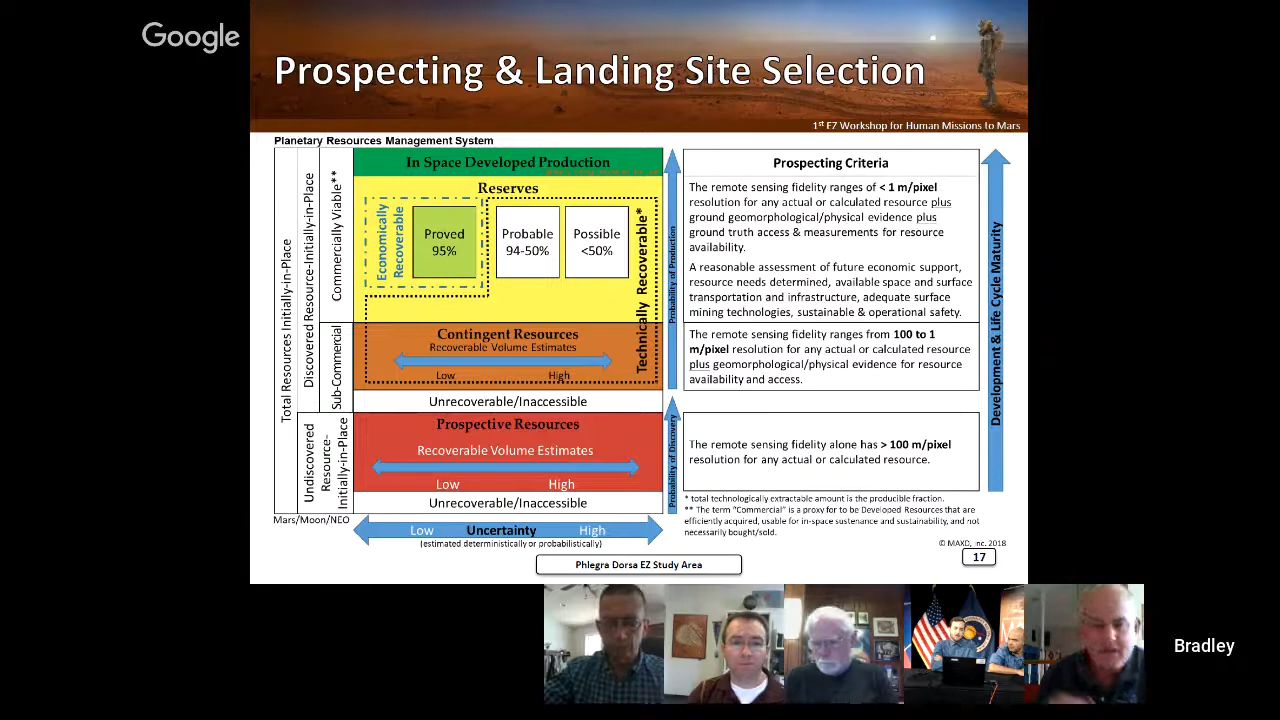 Google
Prospecting & Landing Site Selection
1st EZ Workshop for Human Missions to Mars
Planetary Resources Management System
Total Resources Initially-in-Place
Discovered Resource-Initially-in-Place
Commercially Viable**
Sub-Commercial
Undiscovered
Resource-
Initially-in-Place
In Space Developed Production
Reserves
Economically
Recoverable
Proved
95%
Probable
94-50%
Possible
<50%
Technically Recoverable*
Contingent Resources
Recoverable Volume Estimates
Low
High
Unrecoverable/Inaccessible
Prospective Resources
Recoverable Volume Estimates
Low
High
Unrecoverable/Inaccessible
Mars/Moon/NEO
Low
Uncertainty
High
(estimated deterministically or probabilistically)
Probability of Production
Probability of Discovery
Prospecting Criteria
The remote sensing fidelity ranges of < 1 m/pixel
resolution for any actual or calculated resource plus
ground geomorphological/physical evidence plus
ground truth access & measurements for resource
availability.
A reasonable assessment of future economic support,
resource needs determined, available space and surface
transportation and infrastructure, adequate surface
mining technologies, sustainable & operational safety.
The remote sensing fidelity ranges from 100 to 1
m/pixel resolution for any actual or calculated resource
plus geomorphological/physical evidence for resource
availability and access.
The remote sensing fidelity alone has > 100 m/pixel
resolution for any actual or calculated resource.
Development & Life Cycle Maturity
* total technologically extractable amount is the producible fraction.
** The term "Commercial" is a proxy for to be Developed Resources that are
efficiently acquired, usable for in-space sustenance and sustainability, and not
necessarily bought/sold.
© MAXD, Inc. 2018
17
Phlegra Dorsa EZ Study Area
Bradley